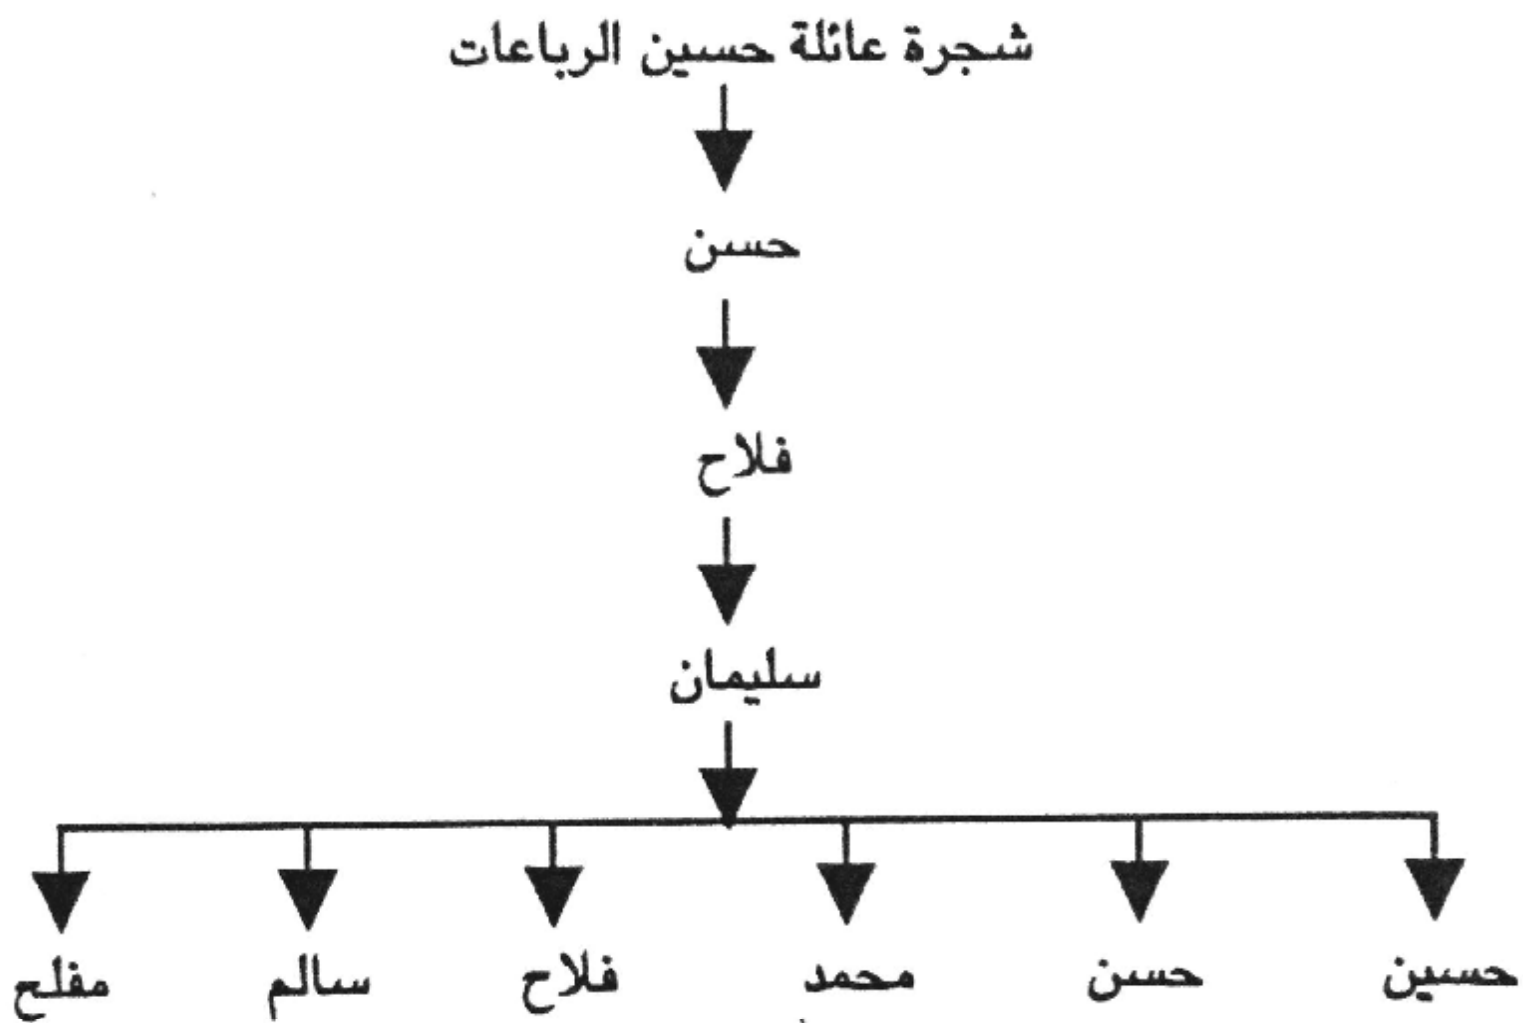 شجرة عائلة حسين الرباعات
حسن
فلاح
سليمان
حسين حسن محمد فلاح سالم مفلح